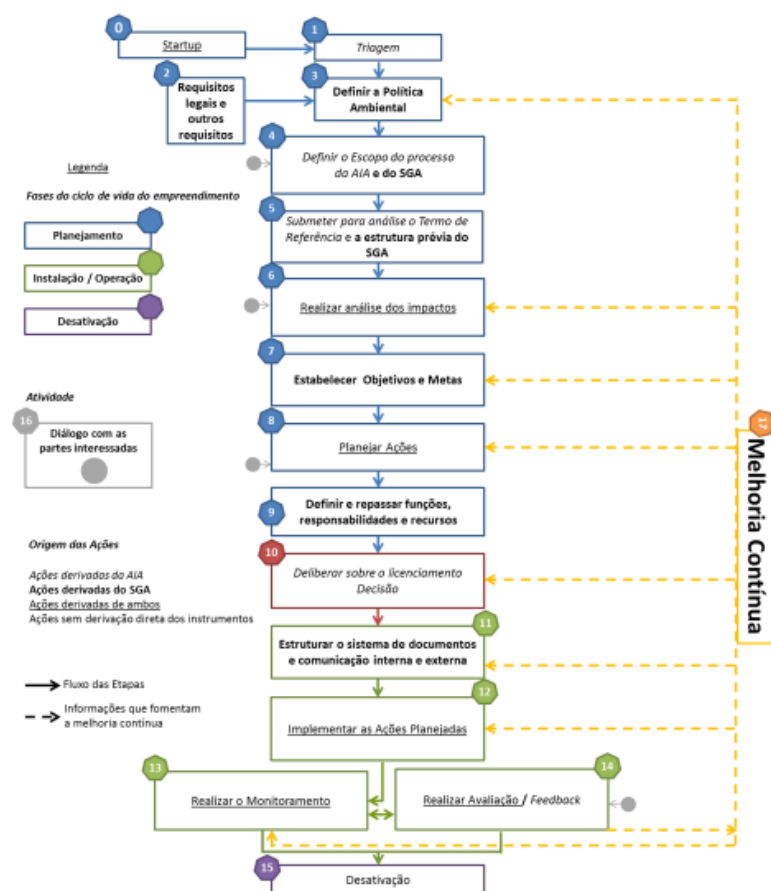 0
Startup
1
Triagem
2
Requisitos
legais e
outros
requisitos
3
Definir a Política
Ambiental
4
Definir o Escopo do processo
da AIA e do SGA
Legenda
Fases do ciclo de vida do empreendimento
Planejamento
Instalação / Operação
Desativação
5
Submeter para análise o Termo de
Referência e a estrutura prévia do
SGA
6
Realizar análise dos impactos
7
Estabelecer Objetivos e Metas
Atividade
16
Diálogo com as
partes interessadas
8
Planejar Ações
9
Definir e repassar funções,
responsabilidades e recursos
Origem das Ações
Ações derivadas da AIA
Ações derivadas do SGA
Ações derivadas de ambos
Ações sem derivação direta dos instrumentos
10
Deliberar sobre o licenciamento
Decisão
11
Estruturar o sistema de documentos
e comunicação interna e externa
Fluxo das Etapas
Informações que fomentam
a melhoria contínua
12
Implementar as Ações Planejadas
13
Realizar o Monitoramento
14
Realizar Avaliação / Feedback
15
Desativação
17
Melhoria Contínua